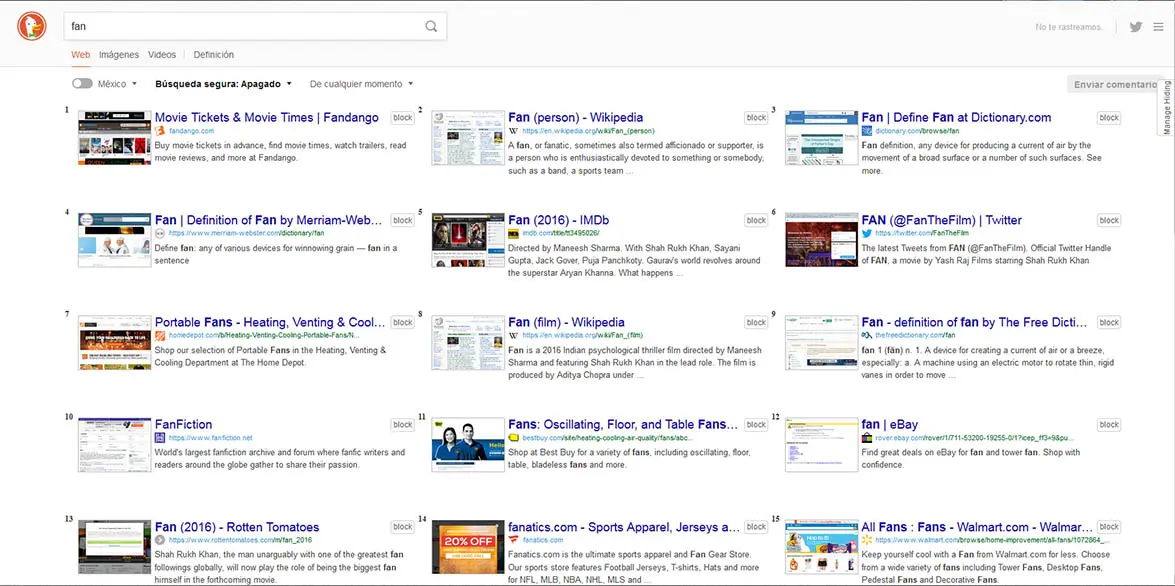 fan
No te rastreamos.
Web Imágenes Videos Definición
México Búsqueda segura: Apagado De cualquier momento
Enviar comentario
Manage Hiding
1
Movie Tickets & Movie Times | Fandango
block
fandango.com
Buy movie tickets in advance, find movie times, watch trailers, read
movie reviews, and more at Fandango.
2
Fan (person) - Wikipedia
block
W https://en.wikipedia.org/wiki/Fan_(person)
A fan, or fanatic, sometimes also termed afficionado or supporter, is
a person who is enthusiastically devoted to something or somebody,
such as a band, a sports team ...
3
Fan | Define Fan at Dictionary.com
block
dictionary.com/browse/fan
Fan definition, any device for producing a current of air by the
movement of a broad surface or a number of such surfaces. See
more.
4
Fan | Definition of Fan by Merriam-Web...
block
https://www.merriam-webster.com/dictionary/fan
Define fan: any of various devices for winnowing grain — fan in a
sentence
5
Fan (2016) - IMDb
block
imdb.com/title/tt3495026/
Directed by Maneesh Sharma. With Shah Rukh Khan, Sayani
Gupta, Jack Gover, Puja Panchkoty. Gaurav's world revolves around
the superstar Aryan Khanna. What happens ...
6
FAN (@FanTheFilm) | Twitter
block
https://twitter.com/FanTheFilm
The latest Tweets from FAN (@FanTheFilm). Official Twitter Handle
of FAN, a movie by Yash Raj Films starring Shah Rukh Khan
7
Portable Fans - Heating, Venting & Cool...
block
homedepot.com/b/Heating-Venting-Cooling-Portable-Fans/N...
Shop our selection of Portable Fans in the Heating, Venting &
Cooling Department at The Home Depot.
8
Fan (film) - Wikipedia
block
W https://en.wikipedia.org/wiki/Fan_(film)
Fan is a 2016 Indian psychological thriller film directed by Maneesh
Sharma and featuring Shah Rukh Khan in the lead role. The film is
produced by Aditya Chopra under ...
9
Fan - definition of fan by The Free Dicti...
block
thefreedictionary.com/fan
fan 1 (făn) n. 1. A device for creating a current of air or a breeze,
especially: a. A machine using an electric motor to rotate thin, rigid
vanes in order to move ...
10
FanFiction
block
https://www.fanfiction.net
World's largest fanfiction archive and forum where fanfic writers and
readers around the globe gather to share their passion.
11
Fans: Oscillating, Floor, and Table Fans...
block
bestbuy.com/site/heating-cooling-air-quality/fans/abc...
Shop at Best Buy for a variety of fans, including oscillating, floor,
table, bladeless fans and more.
12
fan | eBay
block
rover.ebay.com/rover/1/711-53200-19255-0/1?icep_ff3=9&pu...
Find great deals on eBay for fan and tower fan. Shop with
confidence.
13
Fan (2016) - Rotten Tomatoes
block
https://www.rottentomatoes.com/m/fan_2016
Shah Rukh Khan, the man unarguably with one of the greatest fan
followings globally, will now play the role of being the biggest fan
himself in the forthcoming movie.
14
20% OFF
fanatics.com - Sports Apparel, Jerseys a...
block
fanatics.com
Fanatics.com is the ultimate sports apparel and Fan Gear Store.
Our sports store features Football Jerseys, T-shirts, Hats and more
for NFL, MLB, NBA, NHL, MLS and ...
15
All Fans : Fans - Walmart.com - Walmar...
block
https://www.walmart.com/browse/home-improvement/all-fans/1072864_...
Keep yourself cool with a Fan from Walmart.com for less. Choose
from a wide variety of fans including Tower Fans, Desktop Fans,
Pedestal Fans and Decorative Fans.